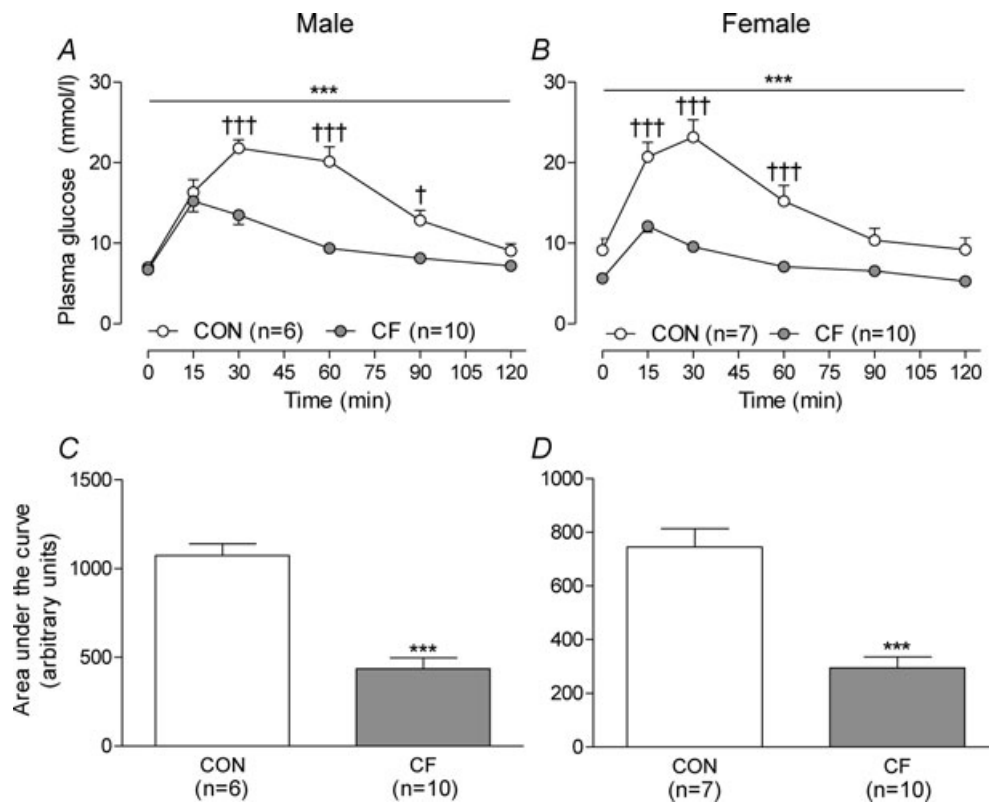 Male
Female
A
B
Plasma glucose (mmol/l)
30
20
10
0
***
†††
†††
†
CON (n=6)
CF (n=10)
0 15 30 45 60 75 90 105 120
Time (min)
30
20
10
0
***
†††
†††
†††
CON (n=7)
CF (n=10)
0 15 30 45 60 75 90 105 120
Time (min)
C
D
Area under the curve
(arbitrary units)
1500
1000
500
0
***
CON
(n=6)
CF
(n=10)
1000
800
600
400
200
0
***
CON
(n=7)
CF
(n=10)